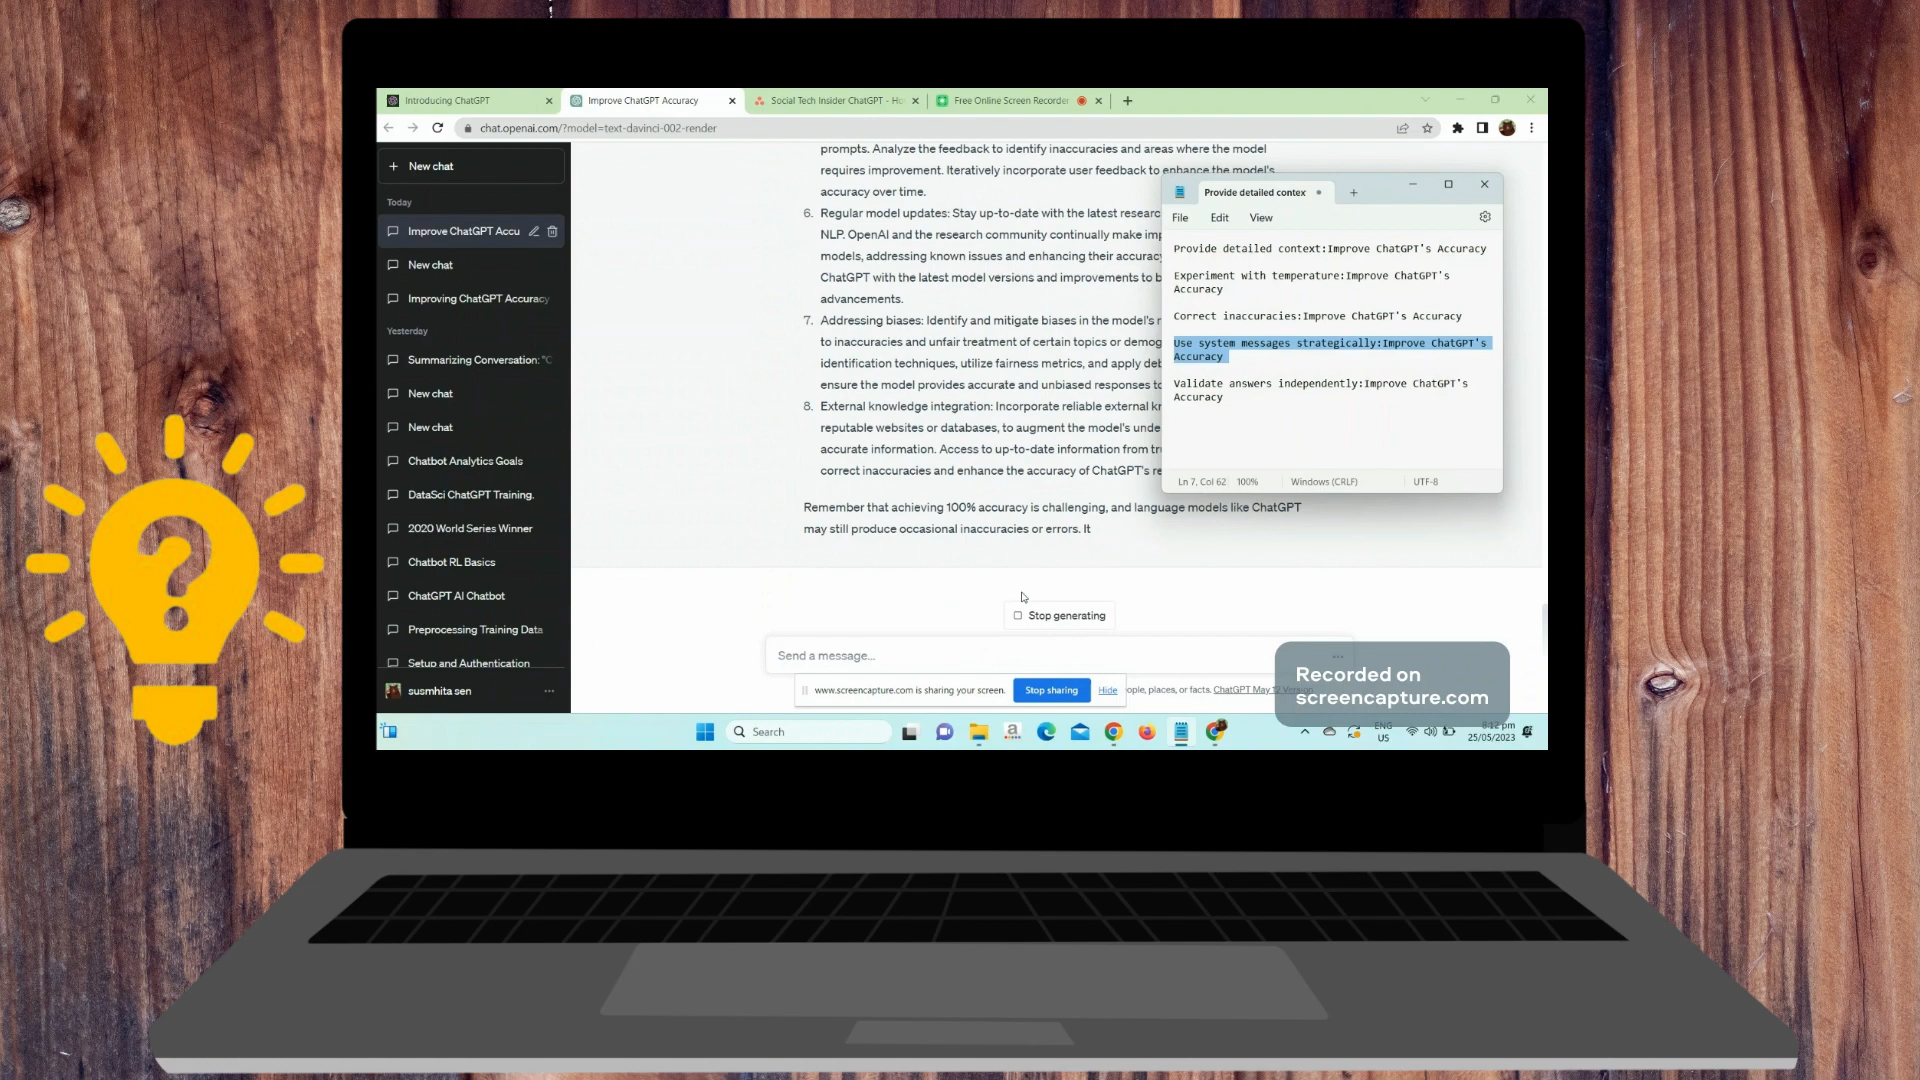 Introducing ChatGPT
Improve ChatGPT Accuracy
Social Tech Insider ChatGPT - Ho
Free Online Screen Recorder
chat.openai.com/?model=text-davinci-002-render
New chat
Today
Improve ChatGPT Accu
New chat
Improving ChatGPT Accuracy
Yesterday
Summarizing Conversation: °C
New chat
New chat
Chatbot Analytics Goals
DataSci ChatGPT Training.
2020 World Series Winner
Chatbot RL Basics
ChatGPT AI Chatbot
Preprocessing Training Data
Setup and Authentication
susmhita sen
prompts. Analyze the feedback to identify inaccuracies and areas where the model
requires improvement. Iteratively incorporate user feedback to enhance the model's
accuracy over time.
6. Regular model updates: Stay up-to-date with the latest researc
NLP. OpenAI and the research community continually make imp
models, addressing known issues and enhancing their accuracy
ChatGPT with the latest model versions and improvements to b
advancements.
7. Addressing biases: Identify and mitigate biases in the model's r
to inaccuracies and unfair treatment of certain topics or demog
identification techniques, utilize fairness metrics, and apply deb
ensure the model provides accurate and unbiased responses to
8. External knowledge integration: Incorporate reliable external kr
reputable websites or databases, to augment the model's unde
accurate information. Access to up-to-date information from tr
correct inaccuracies and enhance the accuracy of ChatGPT's re
Remember that achieving 100% accuracy is challenging, and language models like ChatGPT
may still produce occasional inaccuracies or errors. It
Provide detailed contex
File Edit View
Provide detailed context:Improve ChatGPT's Accuracy
Experiment with temperature:Improve ChatGPT's
Accuracy
Correct inaccuracies:Improve ChatGPT's Accuracy
Use system messages strategically:Improve ChatGPT's
Accuracy
Validate answers independently:Improve ChatGPT's
Accuracy
Ln 7, Col 62 100% Windows (CRLF) UTF-8
Stop generating
Send a message...
www.screencapture.com is sharing your screen. Stop sharing Hide
ople, places, or facts. ChatGPT May 12 Version
Recorded on
screencapture.com
Search
ENG
US
8:12 pm
25/05/2023